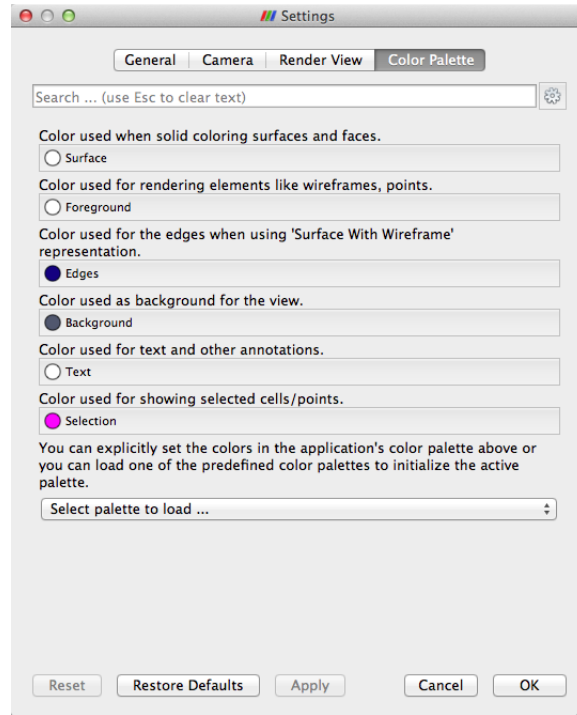 Settings
General Camera Render View Color Palette
Search ... (use Esc to clear text)
Color used when solid coloring surfaces and faces.
Surface
Color used for rendering elements like wireframes, points.
Foreground
Color used for the edges when using 'Surface With Wireframe'
representation.
Edges
Color used as background for the view.
Background
Color used for text and other annotations.
Text
Color used for showing selected cells/points.
Selection
You can explicitly set the colors in the application's color palette above or
you can load one of the predefined color palettes to initialize the active
palette.
Select palette to load ...
Reset Restore Defaults Apply Cancel OK